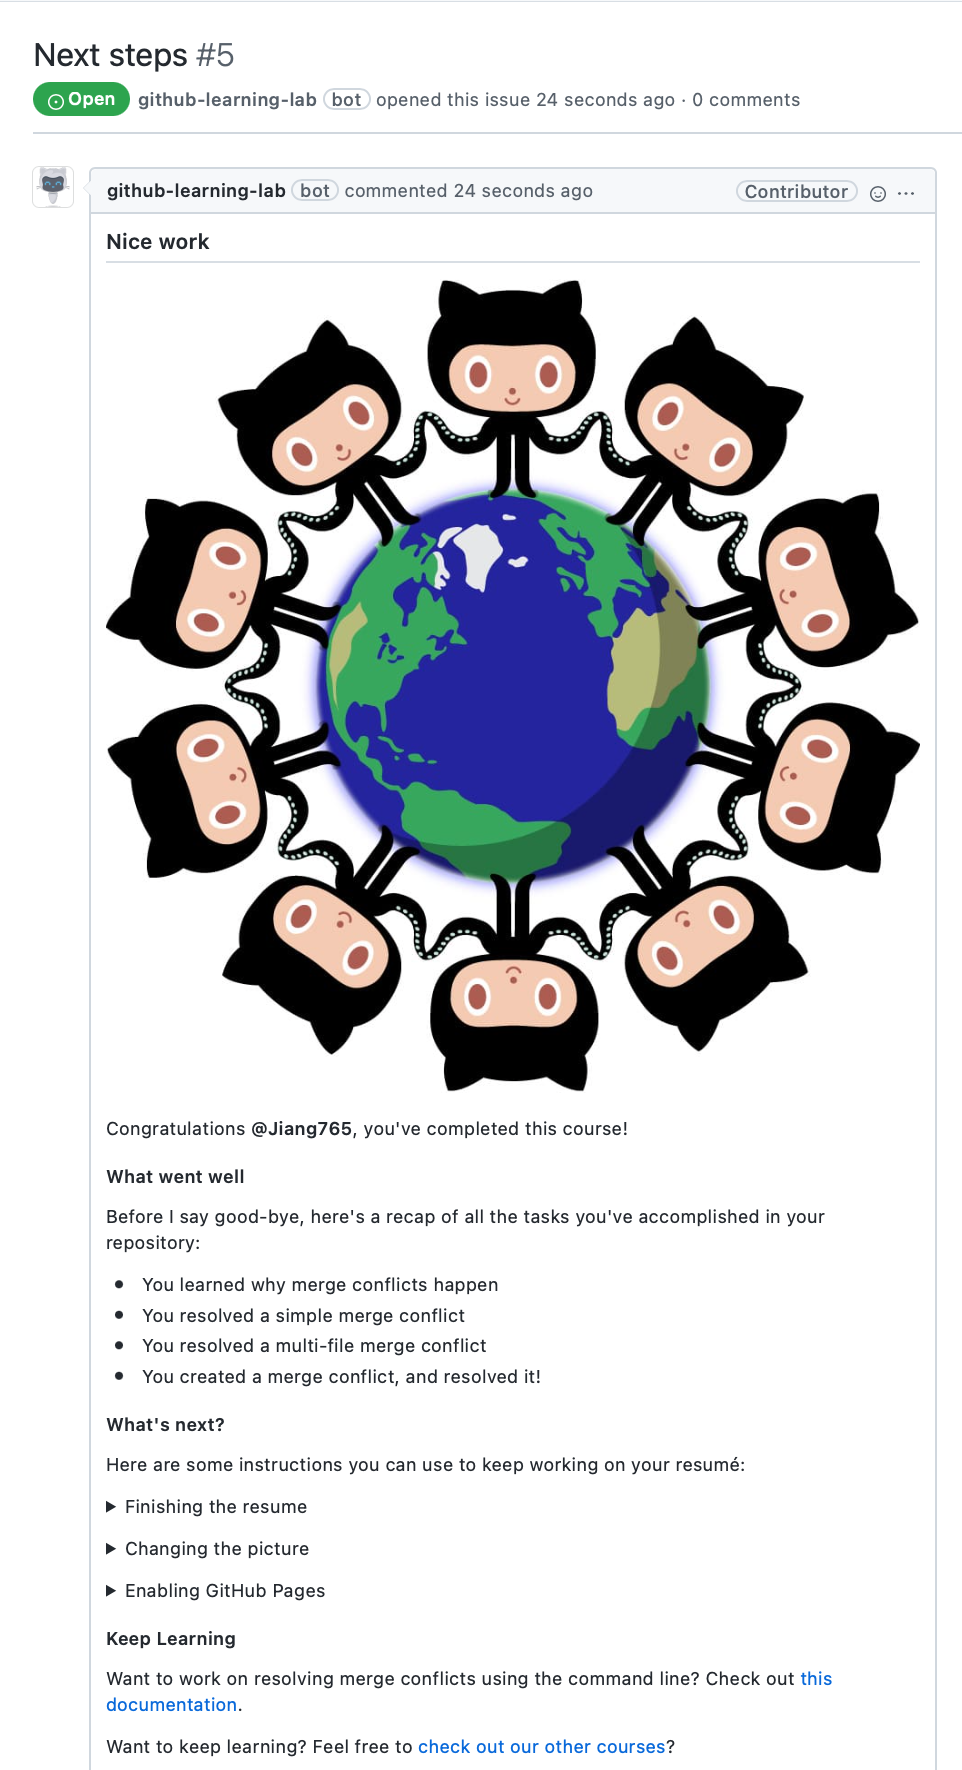 Next steps #5
Open github-learning-lab bot opened this issue 24 seconds ago · 0 comments
github-learning-lab bot commented 24 seconds ago Contributor
Nice work
Congratulations @Jiang765, you've completed this course!
What went well
Before I say good-bye, here's a recap of all the tasks you've accomplished in your
repository:
You learned why merge conflicts happen
You resolved a simple merge conflict
You resolved a multi-file merge conflict
You created a merge conflict, and resolved it!
What's next?
Here are some instructions you can use to keep working on your resumé:
Finishing the resume
Changing the picture
Enabling GitHub Pages
Keep Learning
Want to work on resolving merge conflicts using the command line? Check out this
documentation.
Want to keep learning? Feel free to check out our other courses?